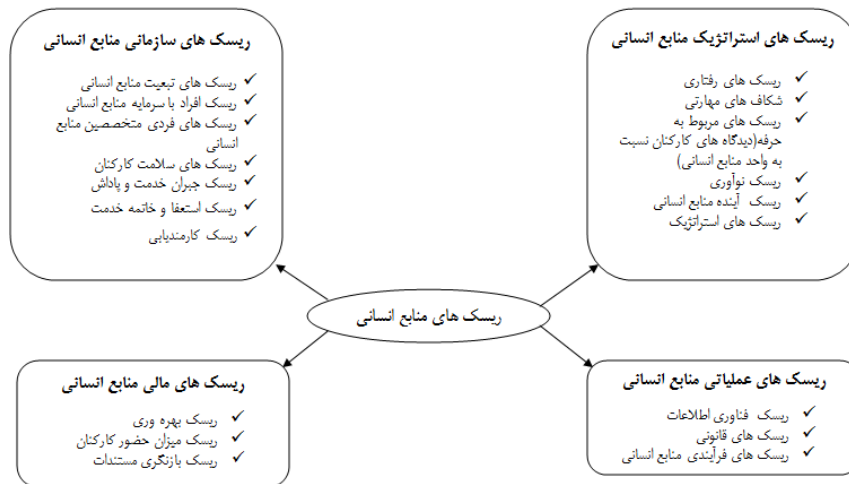 ریسک های استراتژیک منابع انسانی
✓ ریسک های رفتاری
✓ شکاف های مهارتی
✓ ریسک های مربوط به
حرفه(دیدگاه های کارکنان نسبت
به واحد منابع انسانی)
✓ ریسک نوآوری
✓ ریسک آینده منابع انسانی
✓ ریسک های استراتژیک
ریسک های سازمانی منابع انسانی
✓ ریسک های تبعیت منابع انسانی
✓ ریسک افراد با سرمایه منابع انسانی
✓ ریسک های فردی متخصصین منابع
انسانی
✓ ریسک های سلامت کارکنان
✓ ریسک جبران خدمت و پاداش
✓ ریسک استعفا و خاتمه خدمت
✓ ریسک کارمندیابی
ریسک های منابع انسانی
ریسک های عملیاتی منابع انسانی
✓ ریسک فناوری اطلاعات
✓ ریسک های قانونی
✓ ریسک های فرآیندی منابع انسانی
ریسک های مالی منابع انسانی
✓ ریسک بهره وری
✓ ریسک میزان حضور کارکنان
✓ ریسک بازنگری مستندات